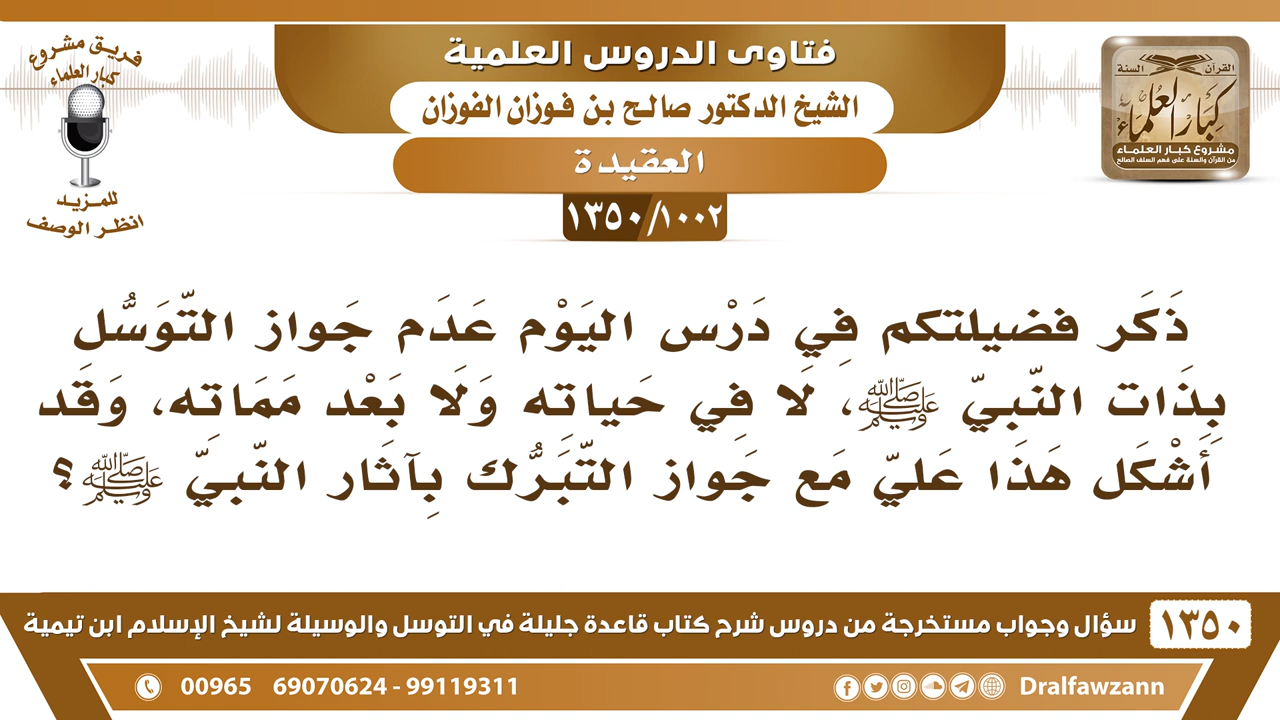 فتاوى الدروس العلمية
الشيخ الدكتور صالح بن فوزان الفوزان
العقيدة
١٣٥٠/١٠٠٢
القرآن السنة
كبار العلماء
مشروع كبار العلماء
من القرآن والسنة على فهم السلف الصالح
فريق مشروع
كبار العلماء
للمزيد
انظر الوصف
ذَكَر فضيلتكم فِي دَرْس اليَوْم عَدَم جَواز التّوَسُّل
بِذَات النّبيّ ﷺ، لَا في حَياته وَلَا بَعْد مَمَاته، وَقَد
أَشْكَل هَذَا عَليّ مَع جَواز التّبَرُّك بِآثَار النّبيّ ﷺ؟
١٣٥٠ سؤال وجواب مستخرجة من دروس شرح كتاب قاعدة جليلة في التوسل والوسيلة لشيخ الإسلام ابن تيمية
00965 69070624 - 99119311
Dralfawzann